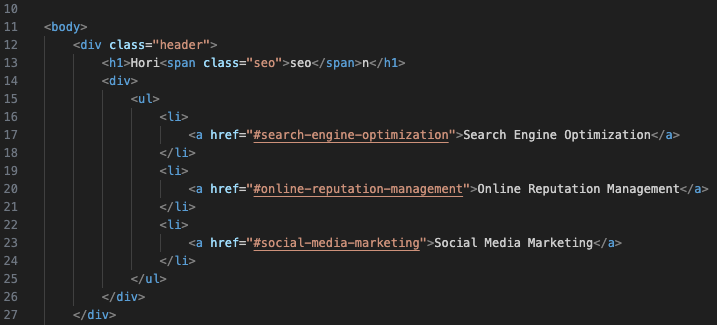 10
11 <body>
12     <div class="header">
13         <h1>Hori<span class="seo">seo</span>n</h1>
14         <div>
15             <ul>
16                 <li>
17                     <a href="#search-engine-optimization">Search Engine Optimization</a>
18                 </li>
19                 <li>
20                     <a href="#online-reputation-management">Online Reputation Management</a>
21                 </li>
22                 <li>
23                     <a href="#social-media-marketing">Social Media Marketing</a>
24                 </li>
25             </ul>
26         </div>
27     </div>